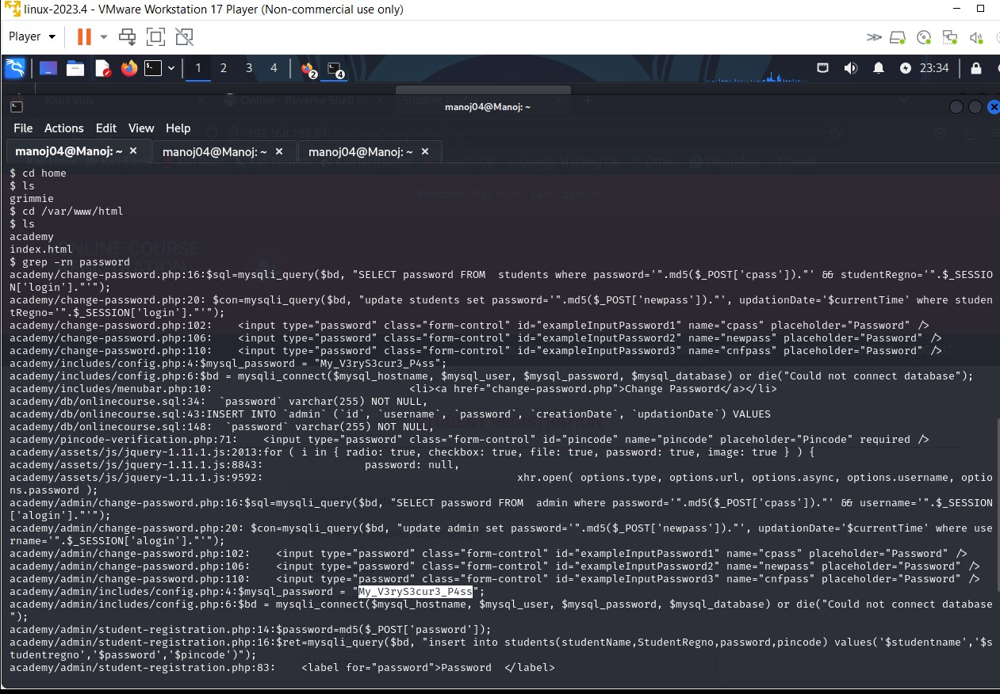 linux-2023.4 - VMware Workstation 17 Player (Non-commercial use only)
Player
1 2 3 4 2 4 23:34
Kali Linux Online - Reverse Shell Student
manoj04@Manoj: ~
File Actions Edit View Help
192.168.188.51
manoj04@Manoj: ~ × manoj04@Manoj: ~ × manoj04@Manoj: ~ ×
$ cd home
$ ls
grimmie
$ cd /var/www/html
$ ls
academy
index.html
$ grep -rn password
academy/change-password.php:16:$sql=mysqli_query($bd, "SELECT password FROM  students where password='".md5($_POST['cpass'])."' && studentRegno='".$_SESSIO
N['login']."'");
academy/change-password.php:20: $con=mysqli_query($bd, "update students set password='".md5($_POST['newpass'])."', updationDate='$currentTime' where studen
tRegno='".$_SESSION['login']."'");
academy/change-password.php:102:    <input type="password" class="form-control" id="exampleInputPassword1" name="cpass" placeholder="Password" />
academy/change-password.php:106:    <input type="password" class="form-control" id="exampleInputPassword2" name="newpass" placeholder="Password" />
academy/change-password.php:110:    <input type="password" class="form-control" id="exampleInputPassword3" name="cnfpass" placeholder="Password" />
academy/includes/config.php:4:$mysql_password = "My_V3ryS3cur3_P4ss";
academy/includes/config.php:6:$bd = mysqli_connect($mysql_hostname, $mysql_user, $mysql_password, $mysql_database) or die("Could not connect database");
academy/includes/menubar.php:10:                               <li><a href="change-password.php">Change Password</a></li>
academy/db/onlinecourse.sql:34:  `password` varchar(255) NOT NULL,
academy/db/onlinecourse.sql:43:INSERT INTO `admin` (`id`, `username`, `password`, `creationDate`, `updationDate`) VALUES
academy/db/onlinecourse.sql:148:  `password` varchar(255) NOT NULL,
academy/pincode-verification.php:71:    <input type="password" class="form-control" id="pincode" name="pincode" placeholder="Pincode" required />
academy/assets/js/jquery-1.11.1.js:2013:for ( i in { radio: true, checkbox: true, file: true, password: true, image: true } ) {
academy/assets/js/jquery-1.11.1.js:8843:                password: null,
academy/assets/js/jquery-1.11.1.js:9592:                                        xhr.open( options.type, options.url, options.async, options.username, optio
ns.password );
academy/admin/change-password.php:16:$sql=mysqli_query($bd, "SELECT password FROM  admin where password='".md5($_POST['cpass'])."' && username='".$_SESSION
['alogin']."'");
academy/admin/change-password.php:20: $con=mysqli_query($bd, "update admin set password='".md5($_POST['newpass'])."', updationDate='$currentTime' where use
rname='".$_SESSION['alogin']."'");
academy/admin/change-password.php:102:    <input type="password" class="form-control" id="exampleInputPassword1" name="cpass" placeholder="Password" />
academy/admin/change-password.php:106:    <input type="password" class="form-control" id="exampleInputPassword2" name="newpass" placeholder="Password" />
academy/admin/change-password.php:110:    <input type="password" class="form-control" id="exampleInputPassword3" name="cnfpass" placeholder="Password" />
academy/admin/includes/config.php:4:$mysql_password = "My_V3ryS3cur3_P4ss";
academy/admin/includes/config.php:6:$bd = mysqli_connect($mysql_hostname, $mysql_user, $mysql_password, $mysql_database) or die("Could not connect database
");
academy/admin/student-registration.php:14:$password=md5($_POST['password']);
academy/admin/student-registration.php:16:$ret=mysqli_query($bd, "insert into students(studentName,StudentRegno,password,pincode) values('$studentname','$s
tudentregno','$password','$pincode')");
academy/admin/student-registration.php:83:    <label for="password">Password  </label>